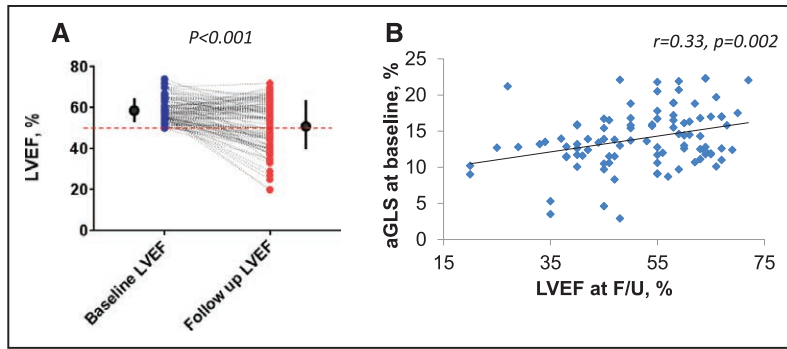 A
P<0.001
LVEF, %
80
60
40
20
0
Baseline LVEF
Follow up LVEF
B
r=0.33, p=0.002
aGLS at baseline, %
25
20
15
10
5
0
15
35
55
75
LVEF at F/U, %